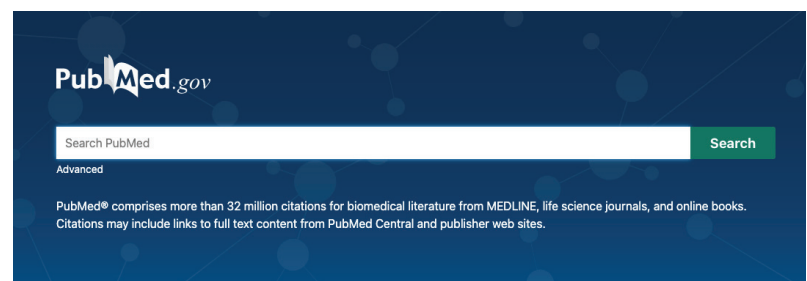 PubMed.gov
Search PubMed
Search
Advanced
PubMed® comprises more than 32 million citations for biomedical literature from MEDLINE, life science journals, and online books.
Citations may include links to full text content from PubMed Central and publisher web sites.